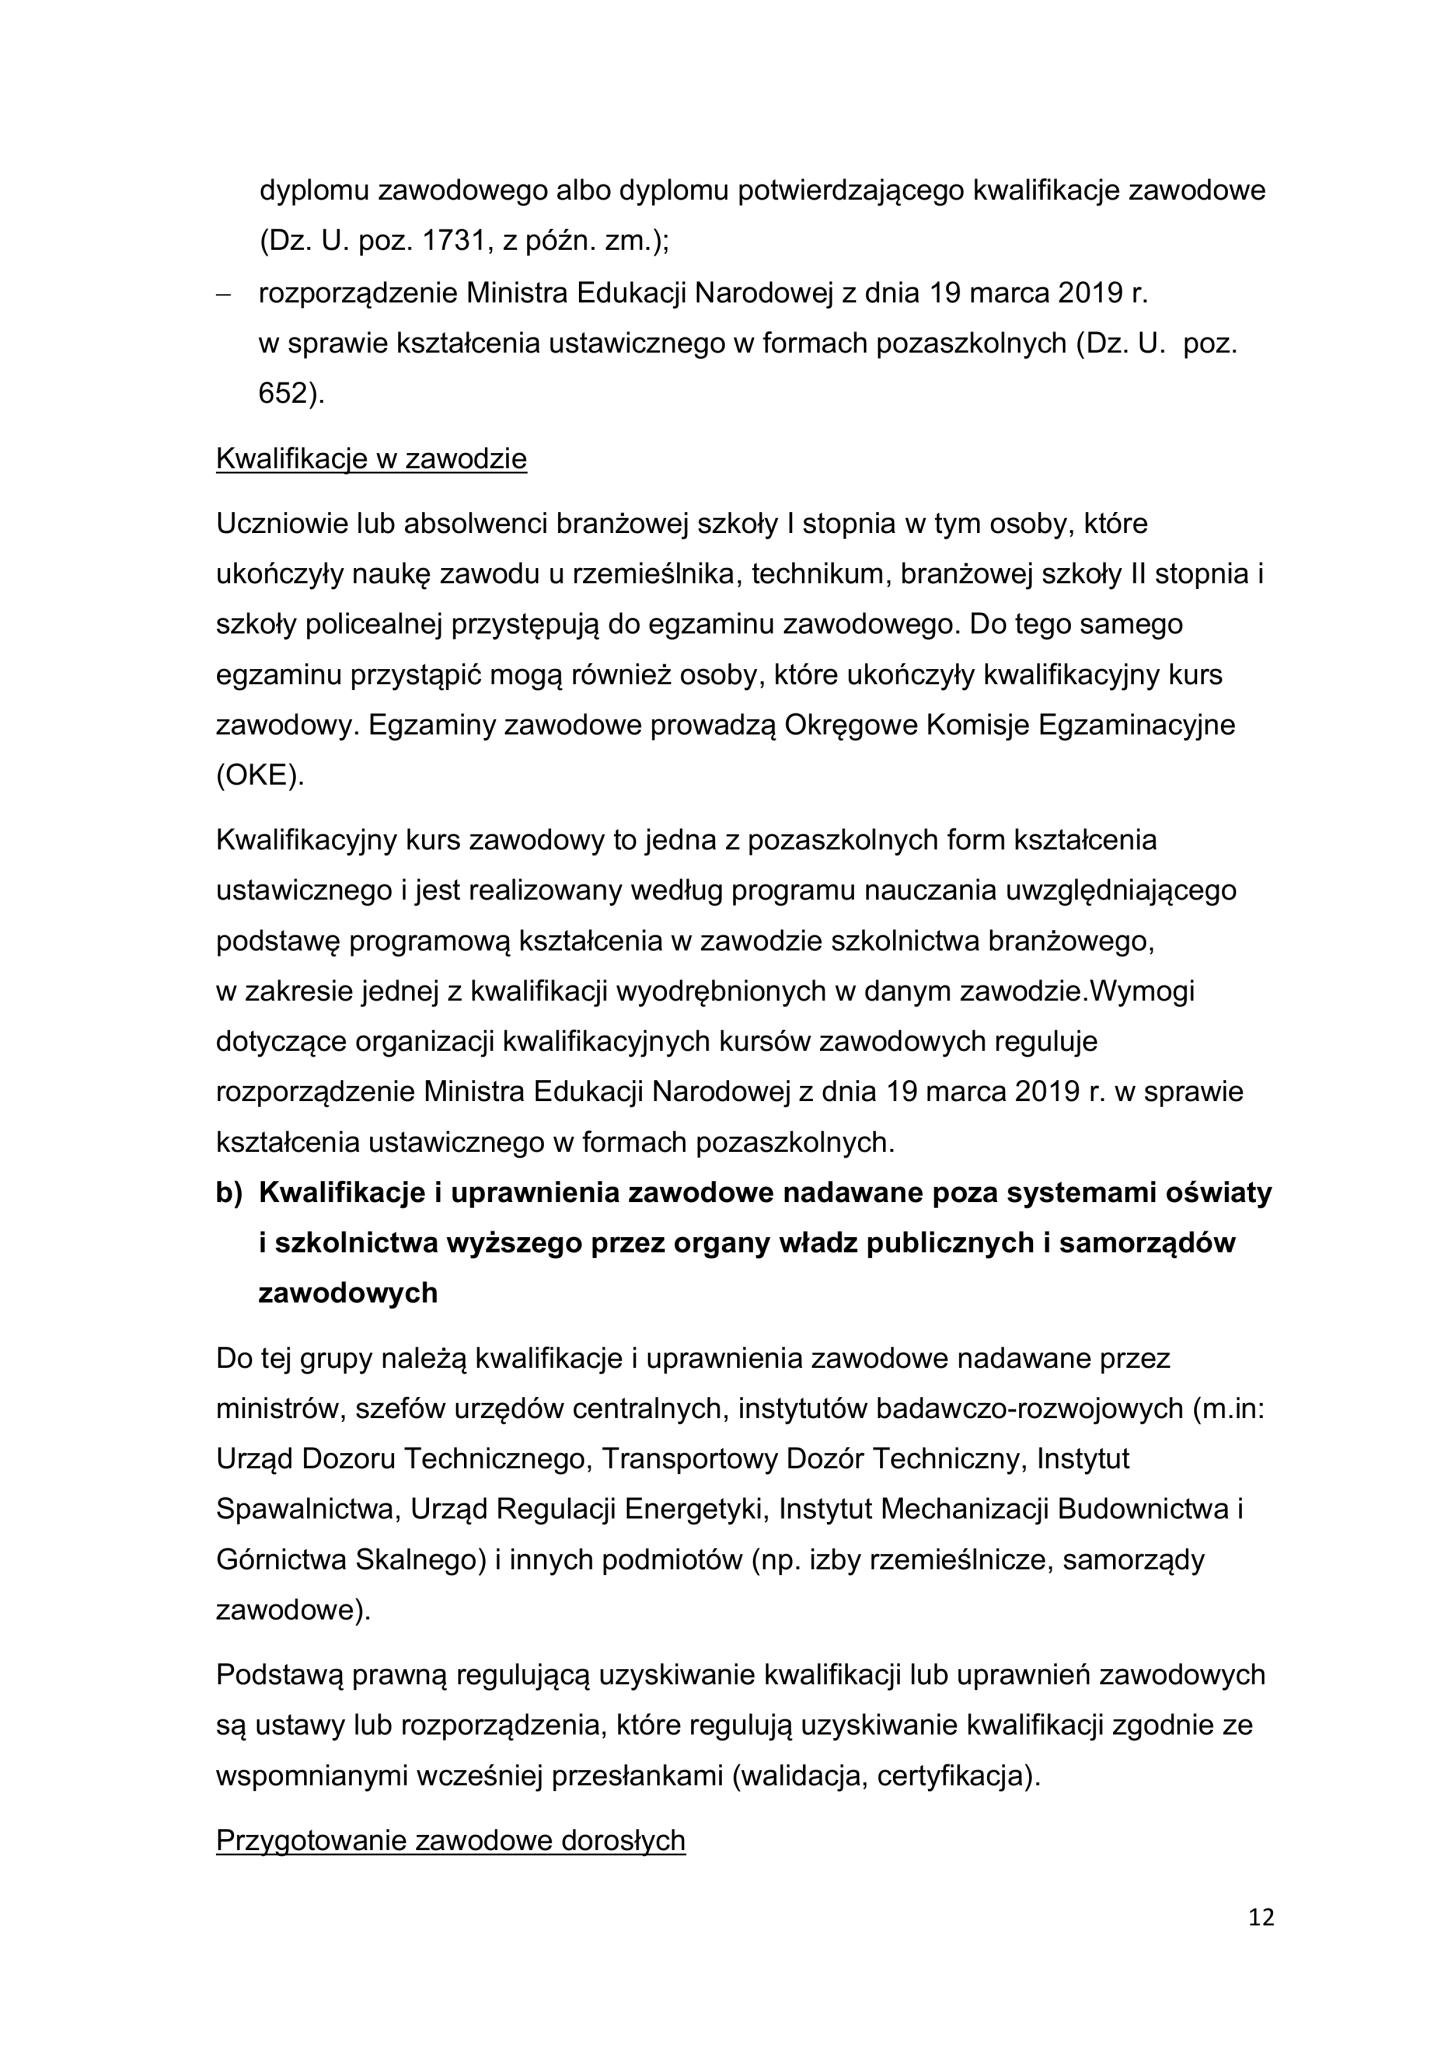 dyplomu zawodowego albo dyplomu potwierdzającego kwalifikacje zawodowe
(Dz. U. poz. 1731, z późn. zm.);
− rozporządzenie Ministra Edukacji Narodowej z dnia 19 marca 2019 r.
w sprawie kształcenia ustawicznego w formach pozaszkolnych (Dz. U.  poz.
652).
Kwalifikacje w zawodzie
Uczniowie lub absolwenci branżowej szkoły I stopnia w tym osoby, które
ukończyły naukę zawodu u rzemieślnika, technikum, branżowej szkoły II stopnia i
szkoły policealnej przystępują do egzaminu zawodowego. Do tego samego
egzaminu przystąpić mogą również osoby, które ukończyły kwalifikacyjny kurs
zawodowy. Egzaminy zawodowe prowadzą Okręgowe Komisje Egzaminacyjne
(OKE).
Kwalifikacyjny kurs zawodowy to jedna z pozaszkolnych form kształcenia
ustawicznego i jest realizowany według programu nauczania uwzględniającego
podstawę programową kształcenia w zawodzie szkolnictwa branżowego,
w zakresie jednej z kwalifikacji wyodrębnionych w danym zawodzie.Wymogi
dotyczące organizacji kwalifikacyjnych kursów zawodowych reguluje
rozporządzenie Ministra Edukacji Narodowej z dnia 19 marca 2019 r. w sprawie
kształcenia ustawicznego w formach pozaszkolnych.
b) Kwalifikacje i uprawnienia zawodowe nadawane poza systemami oświaty
i szkolnictwa wyższego przez organy władz publicznych i samorządów
zawodowych
Do tej grupy należą kwalifikacje i uprawnienia zawodowe nadawane przez
ministrów, szefów urzędów centralnych, instytutów badawczo-rozwojowych (m.in:
Urząd Dozoru Technicznego, Transportowy Dozór Techniczny, Instytut
Spawalnictwa, Urząd Regulacji Energetyki, Instytut Mechanizacji Budownictwa i
Górnictwa Skalnego) i innych podmiotów (np. izby rzemieślnicze, samorządy
zawodowe).
Podstawą prawną regulującą uzyskiwanie kwalifikacji lub uprawnień zawodowych
są ustawy lub rozporządzenia, które regulują uzyskiwanie kwalifikacji zgodnie ze
wspomnianymi wcześniej przesłankami (walidacja, certyfikacja).
Przygotowanie zawodowe dorosłych
12